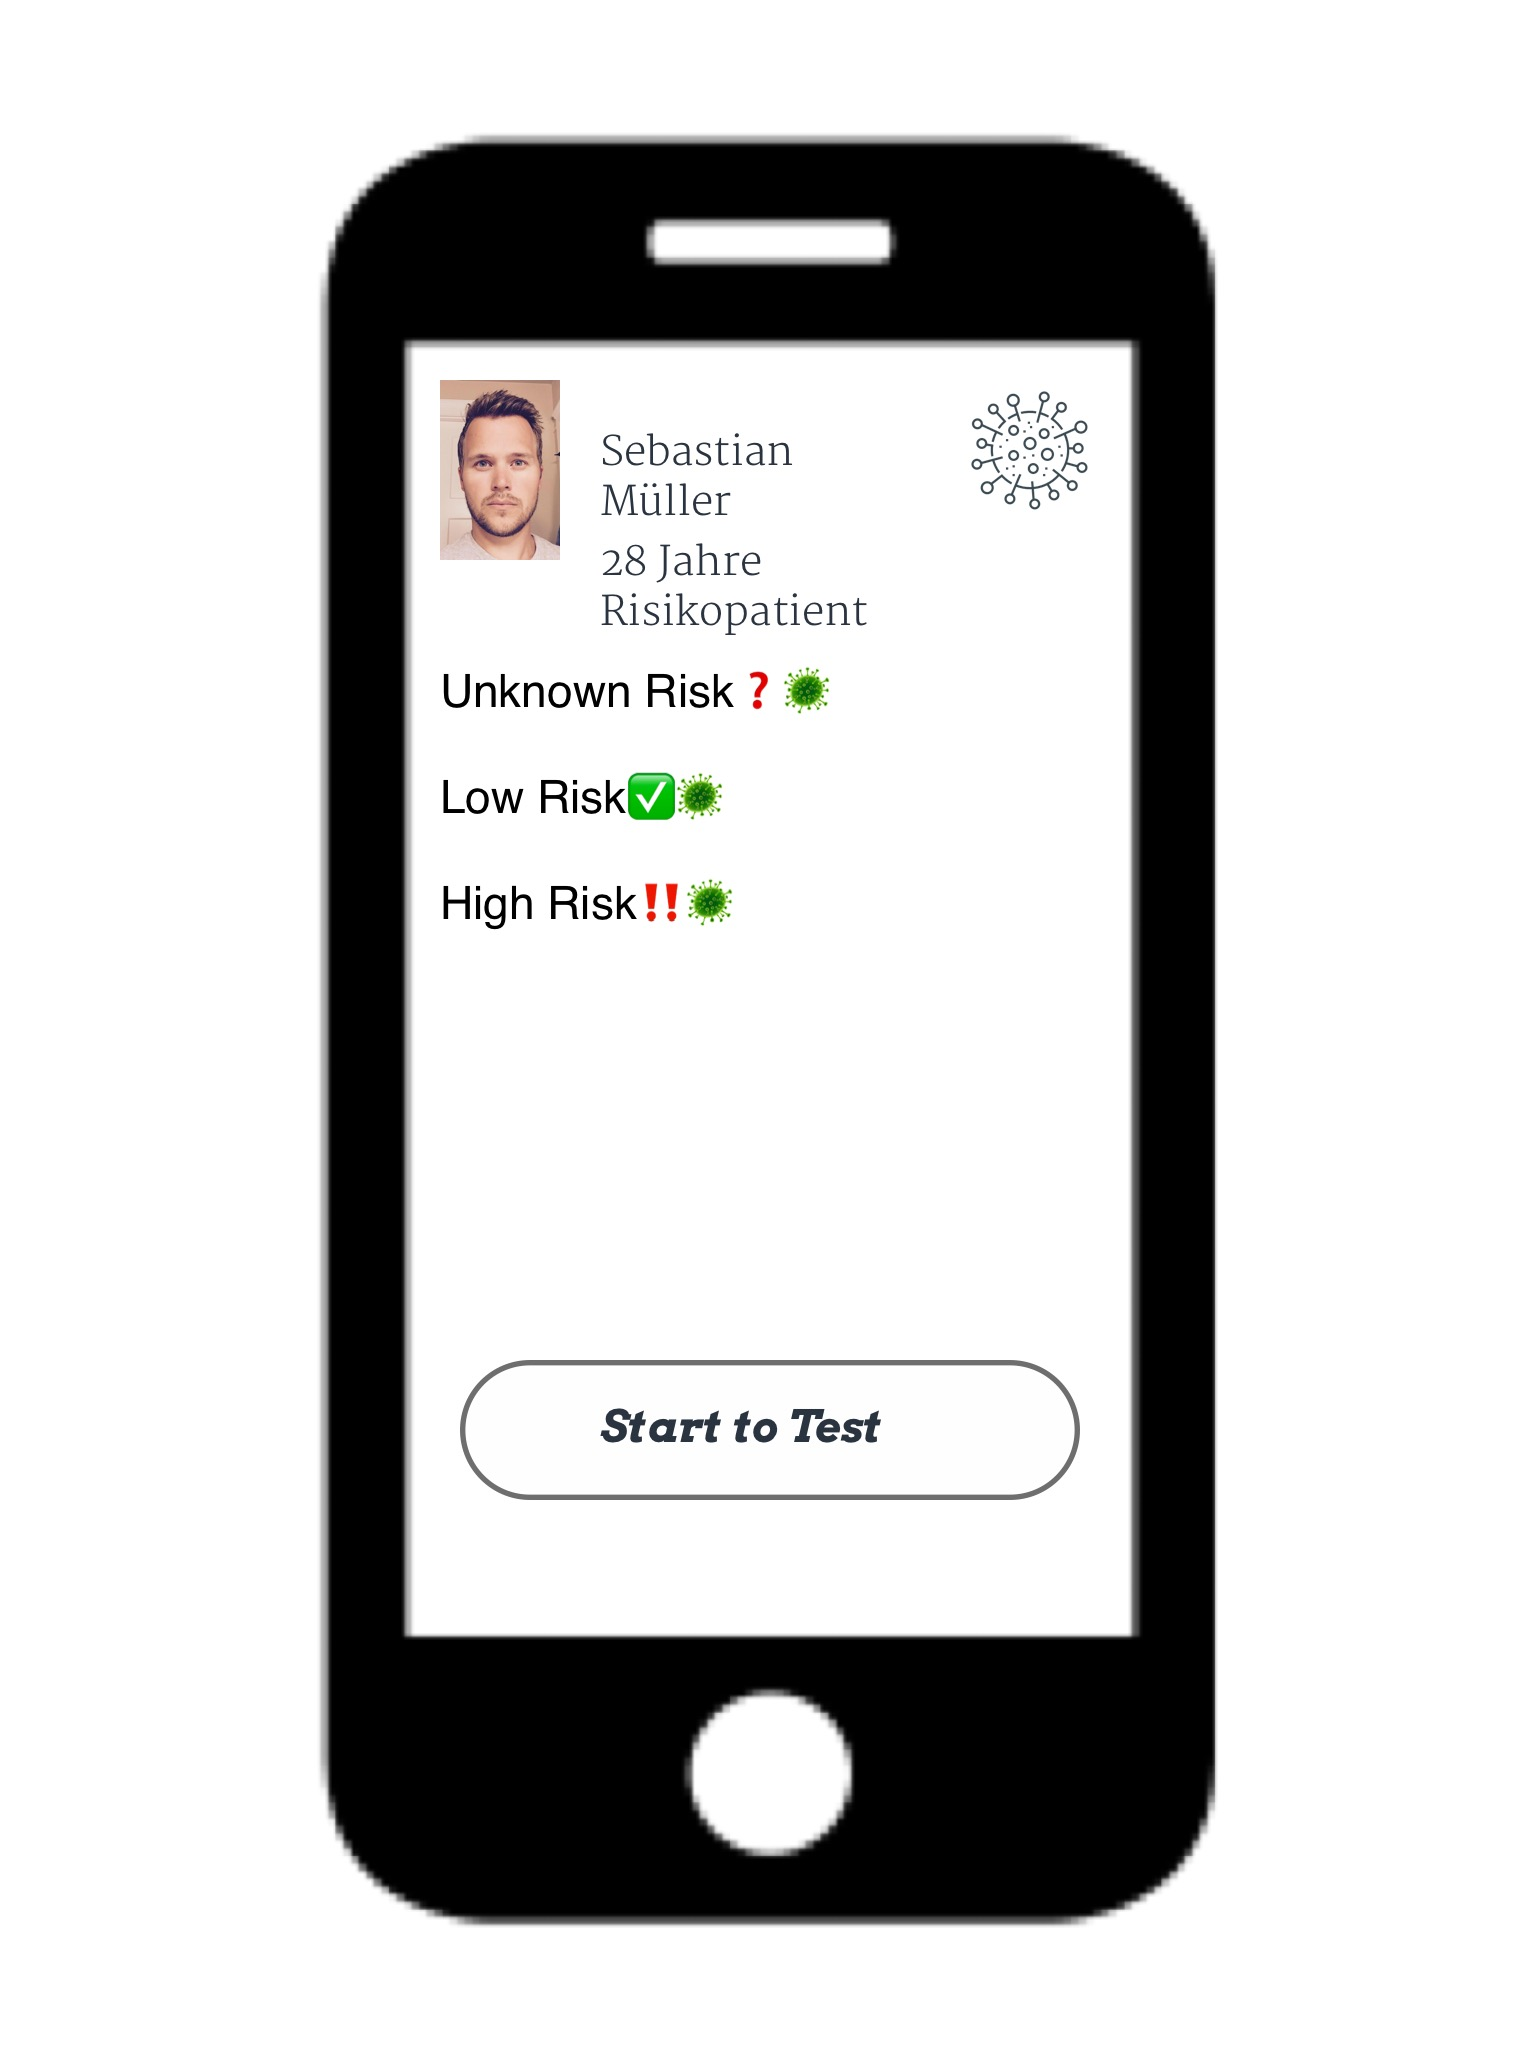 Sebastian
Müller
28 Jahre
Risikopatient
Unknown Risk❓🦠
Low Risk✅🦠
High Risk‼️🦠
Start to Test